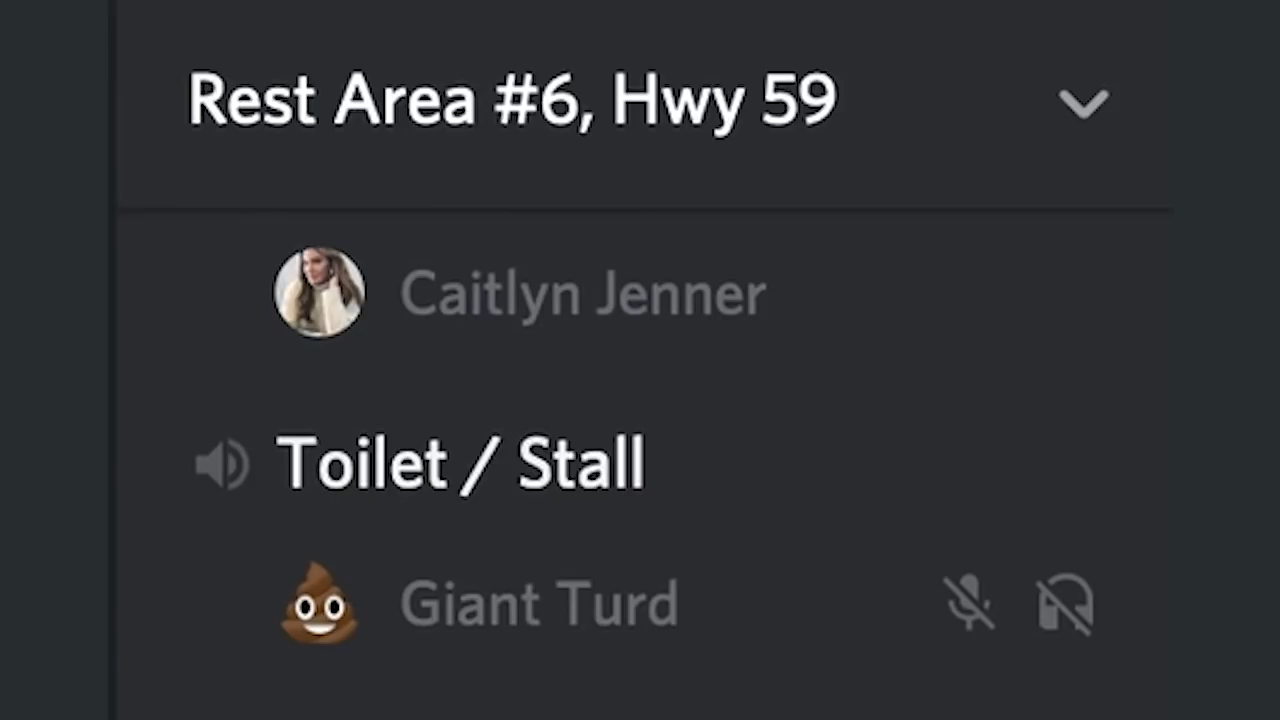 Rest Area #6, Hwy 59
Caitlyn Jenner
Toilet / Stall
Giant Turd